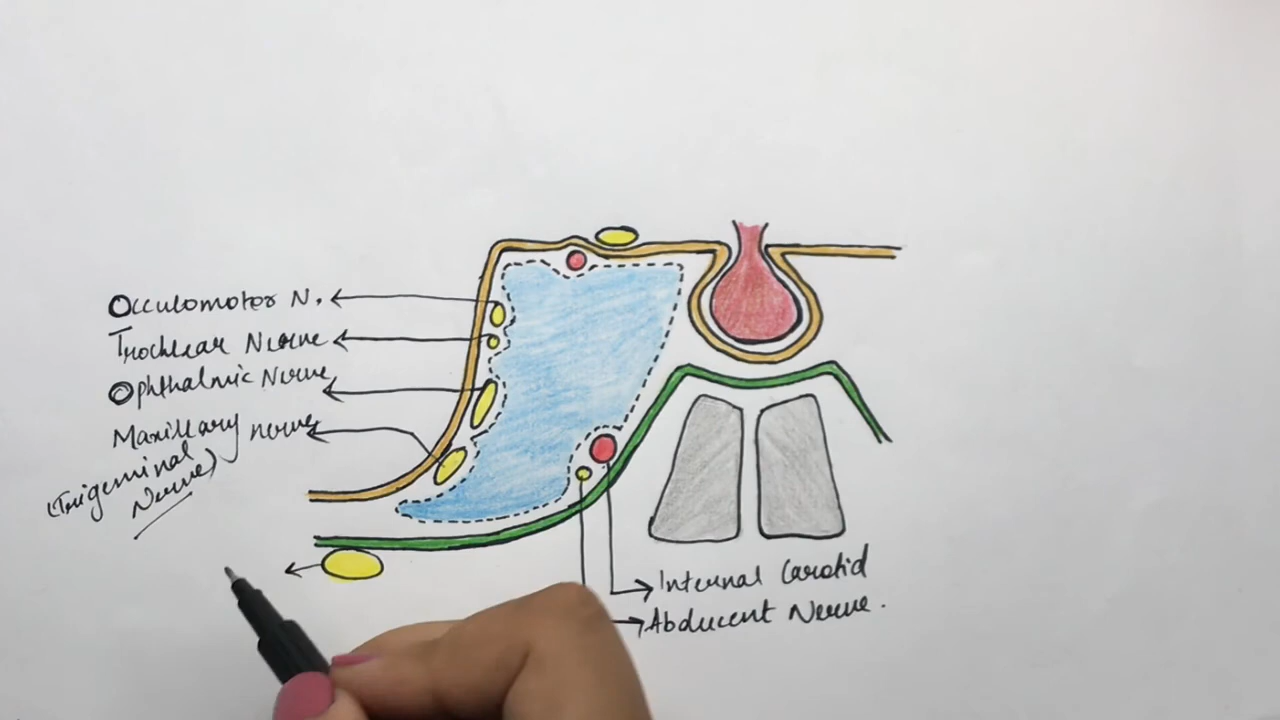 Occulomotor N.
Trochlear Nerve
Ophthalmic Nerve
Maxillary nerve
(Trigeminal
Nerve)
Internal Carotid
Abducent Nerve.